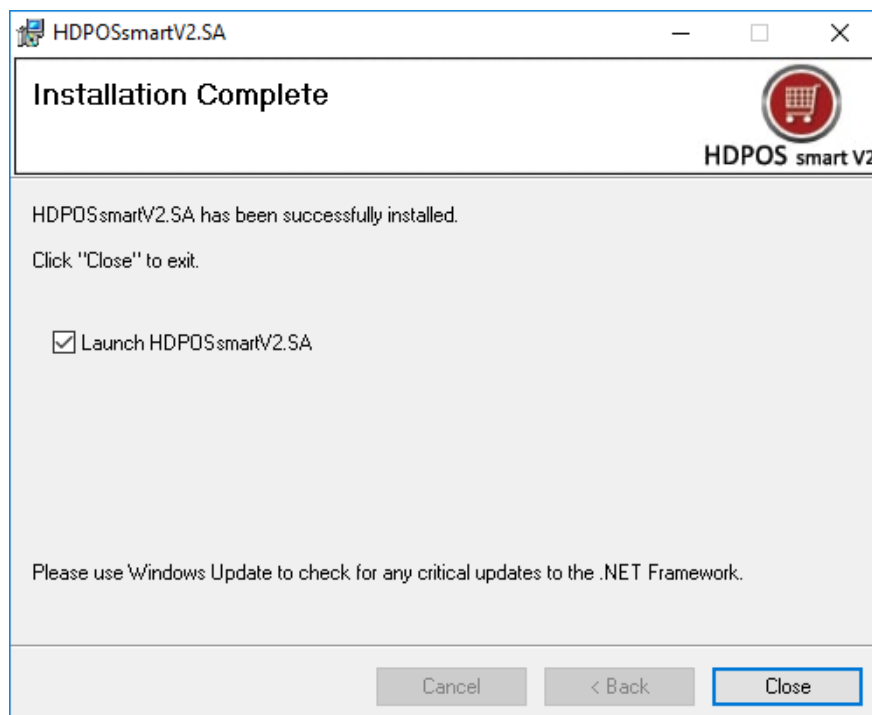 HDPOSsmartV2.SA
Installation Complete
HDPOS smart V2
HDPOSsmartV2.SA has been successfully installed.
Click "Close" to exit.
Launch HDPOSsmartV2.SA
Please use Windows Update to check for any critical updates to the .NET Framework.
Cancel
< Back
Close